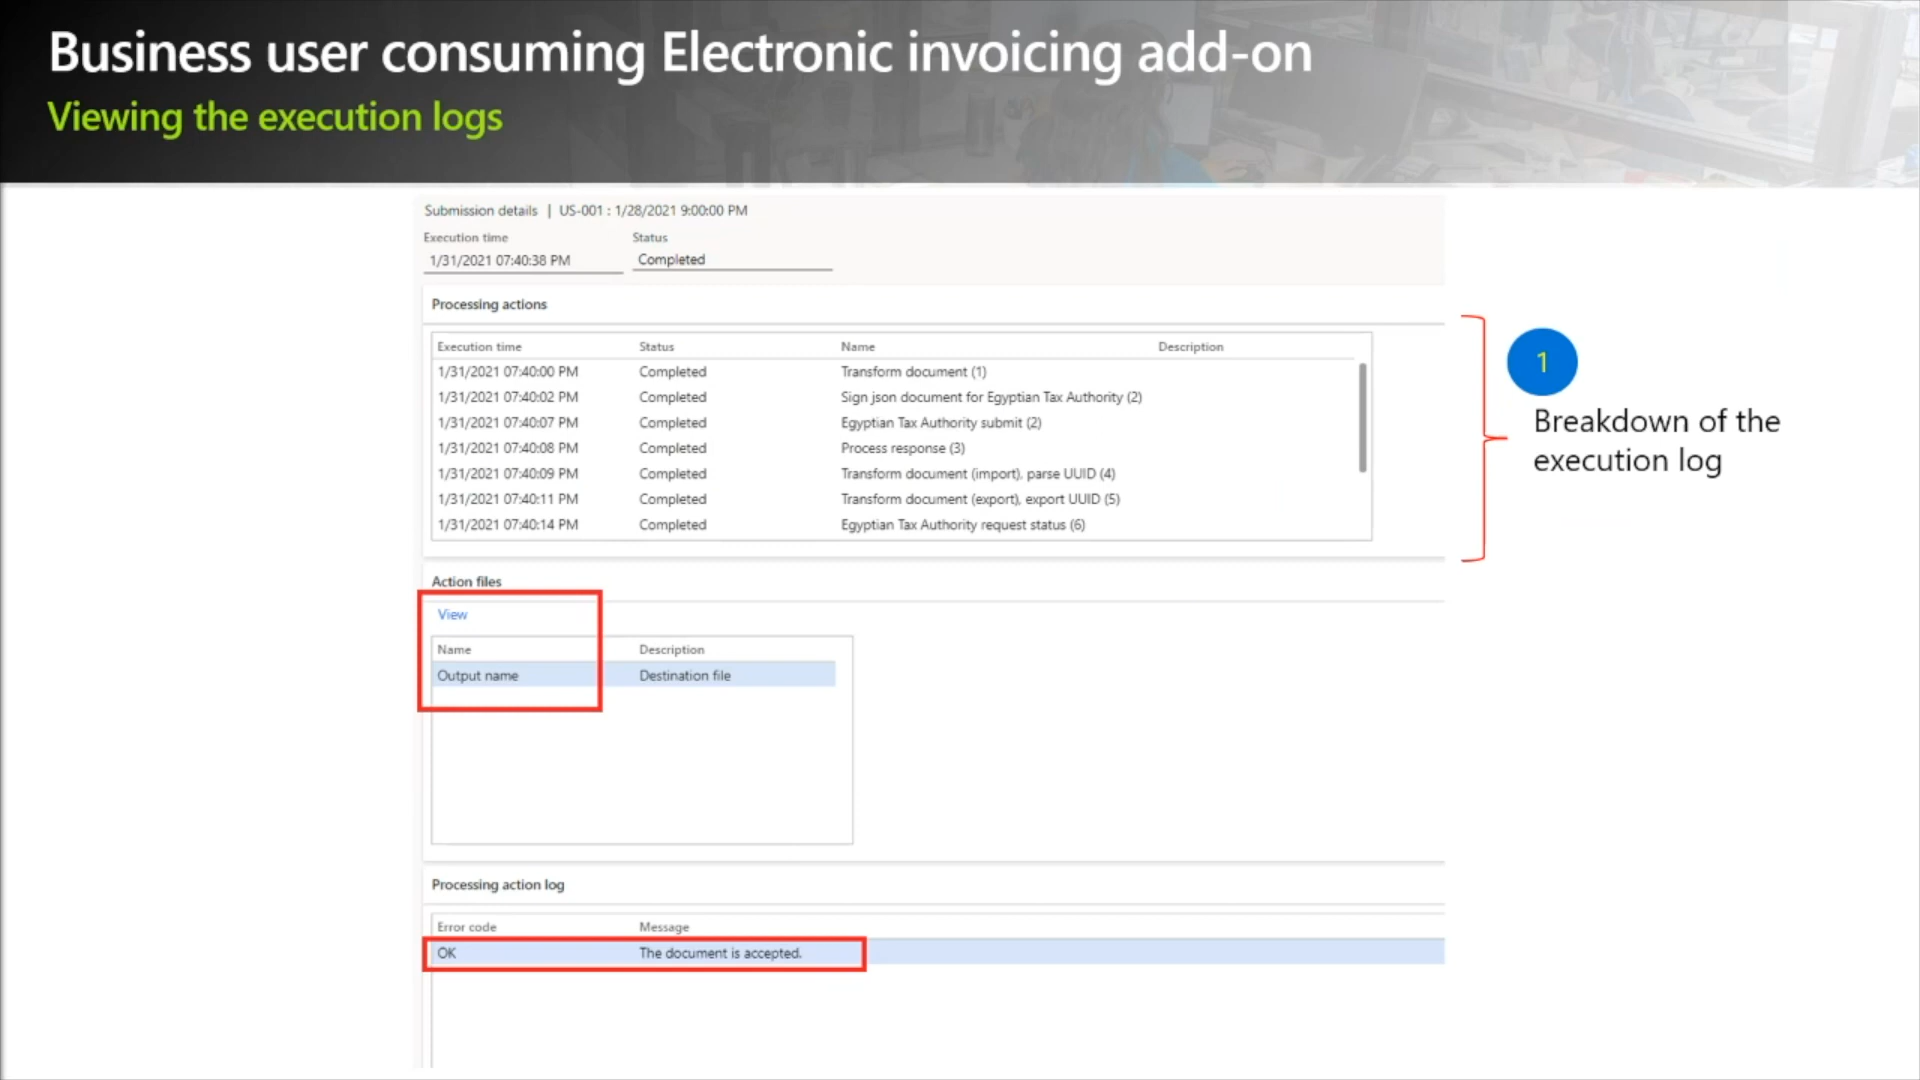 Business user consuming Electronic invoicing add-on
Viewing the execution logs
Submission details | US-001 : 1/28/2021 9:00:00 PM
Execution time Status
1/31/2021 07:40:38 PM Completed
Processing actions
Execution time Status Name Description
1/31/2021 07:40:00 PM Completed Transform document (1)
1/31/2021 07:40:02 PM Completed Sign json document for Egyptian Tax Authority (2)
1/31/2021 07:40:07 PM Completed Egyptian Tax Authority submit (2)
1/31/2021 07:40:08 PM Completed Process response (3)
1/31/2021 07:40:09 PM Completed Transform document (import), parse UUID (4)
1/31/2021 07:40:11 PM Completed Transform document (export), export UUID (5)
1/31/2021 07:40:14 PM Completed Egyptian Tax Authority request status (6)
1
Breakdown of the
execution log
Action files
View
Name Description
Output name Destination file
Processing action log
Error code Message
OK The document is accepted.